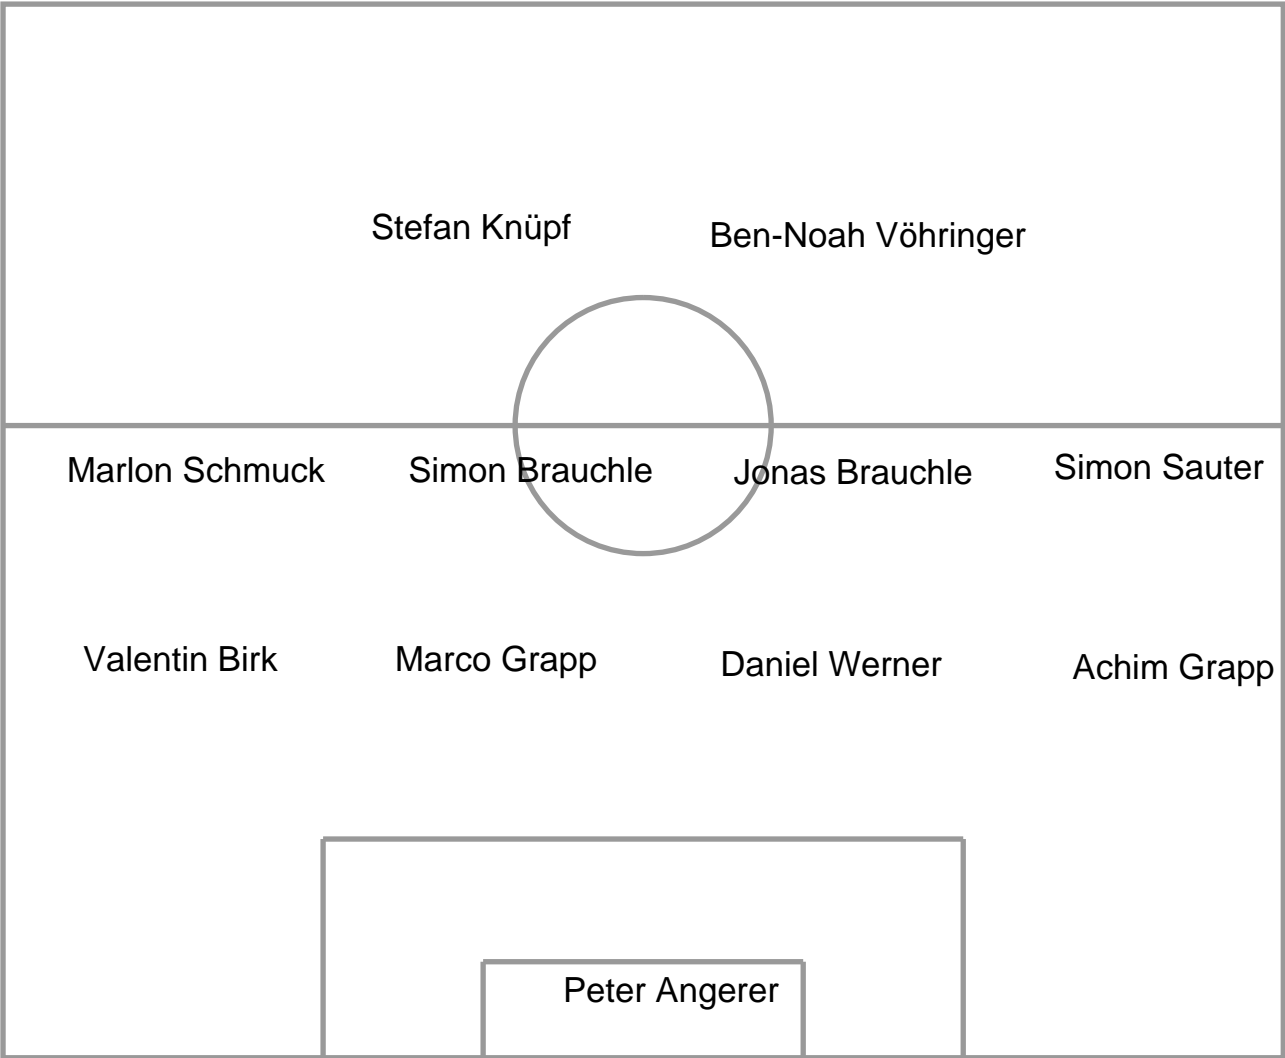 Stefan Knüpf
Ben-Noah Vöhringer
Marlon Schmuck
Simon Brauchle
Jonas Brauchle
Simon Sauter
Valentin Birk
Marco Grapp
Daniel Werner
Achim Grapp
Peter Angerer